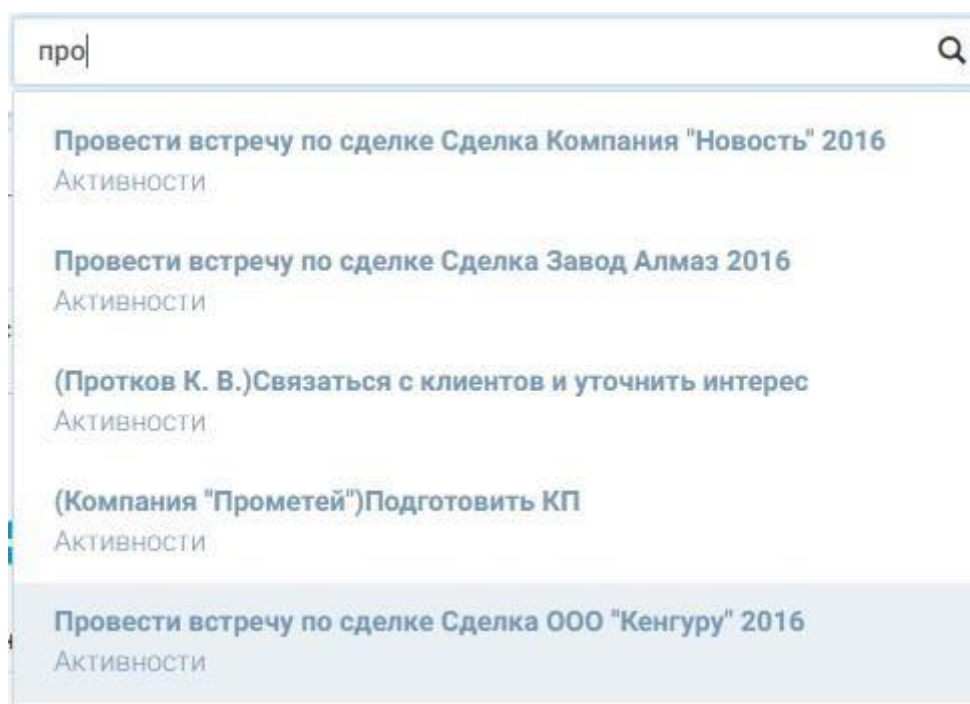 про
Провести встречу по сделке Сделка Компания "Новость" 2016
Активности
Провести встречу по сделке Сделка Завод Алмаз 2016
Активности
(Протков К. В.)Связаться с клиентов и уточнить интерес
Активности
(Компания "Прометей")Подготовить КП
Активности
Провести встречу по сделке Сделка ООО "Кенгуру" 2016
Активности